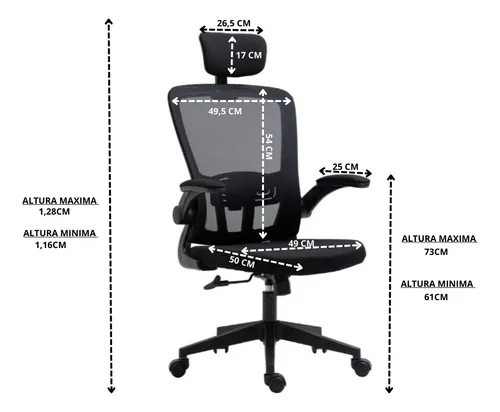 26,5 CM
17 CM
49,5 CM
54 CM
25 CM
ALTURA MAXIMA
1,28CM
ALTURA MINIMA
1,16CM
49 CM
50 CM
ALTURA MAXIMA
73CM
ALTURA MINIMA
61CM